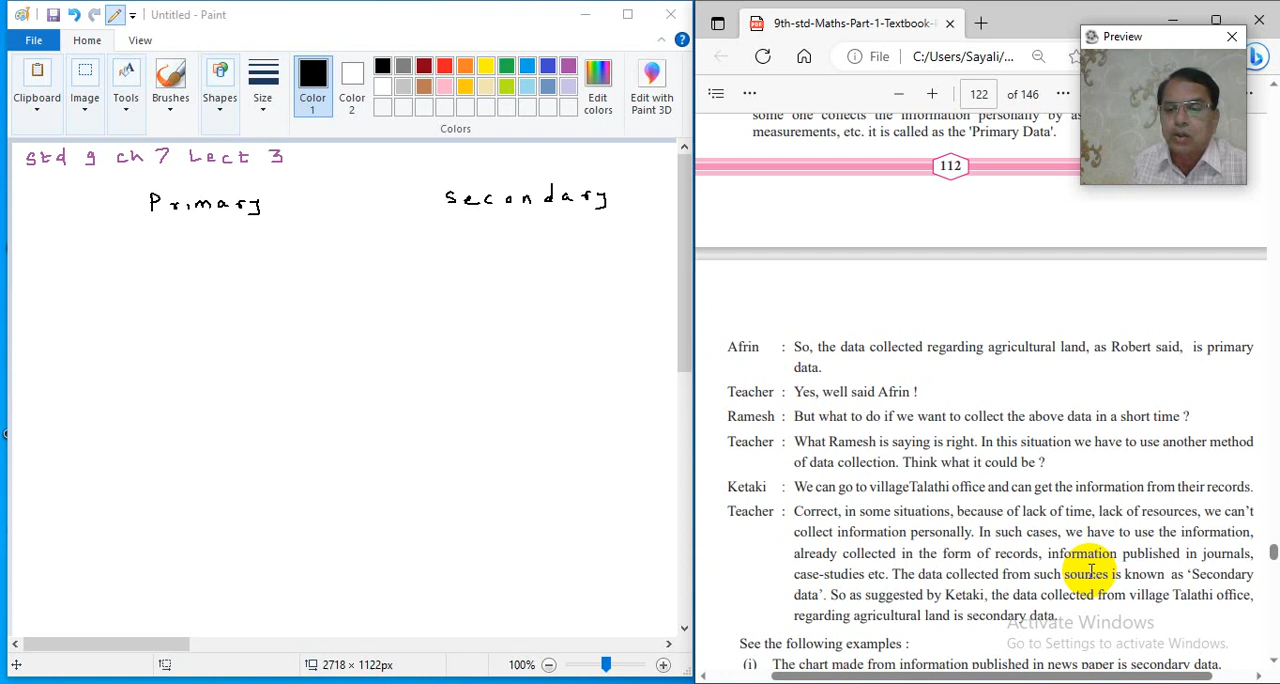 Untitled - Paint
File
Home
View
Clipboard
Image
Tools
Brushes
Shapes
Size
Color 1
Color 2
Edit colors
Edit with Paint 3D
Colors
Std 9 ch 7 Lect 3
Primary
Secondary
2718 × 1122px
100%
9th-std-Maths-Part-1-Textbook-
File
C:/Users/Sayali/...
122 of 146
Preview
some one collects the information personally by as
measurements, etc. it is called as the 'Primary Data'.
112
Afrin : So, the data collected regarding agricultural land, as Robert said, is primary
data.
Teacher : Yes, well said Afrin !
Ramesh : But what to do if we want to collect the above data in a short time ?
Teacher : What Ramesh is saying is right. In this situation we have to use another method
of data collection. Think what it could be ?
Ketaki : We can go to villageTalathi office and can get the information from their records.
Teacher : Correct, in some situations, because of lack of time, lack of resources, we can't
collect information personally. In such cases, we have to use the information,
already collected in the form of records, information published in journals,
case-studies etc. The data collected from such sources is known as 'Secondary
data'. So as suggested by Ketaki, the data collected from village Talathi office,
regarding agricultural land is secondary data.
Activate Windows
Go to Settings to activate Windows.
See the following examples :
(i) The chart made from information published in news paper is secondary data.